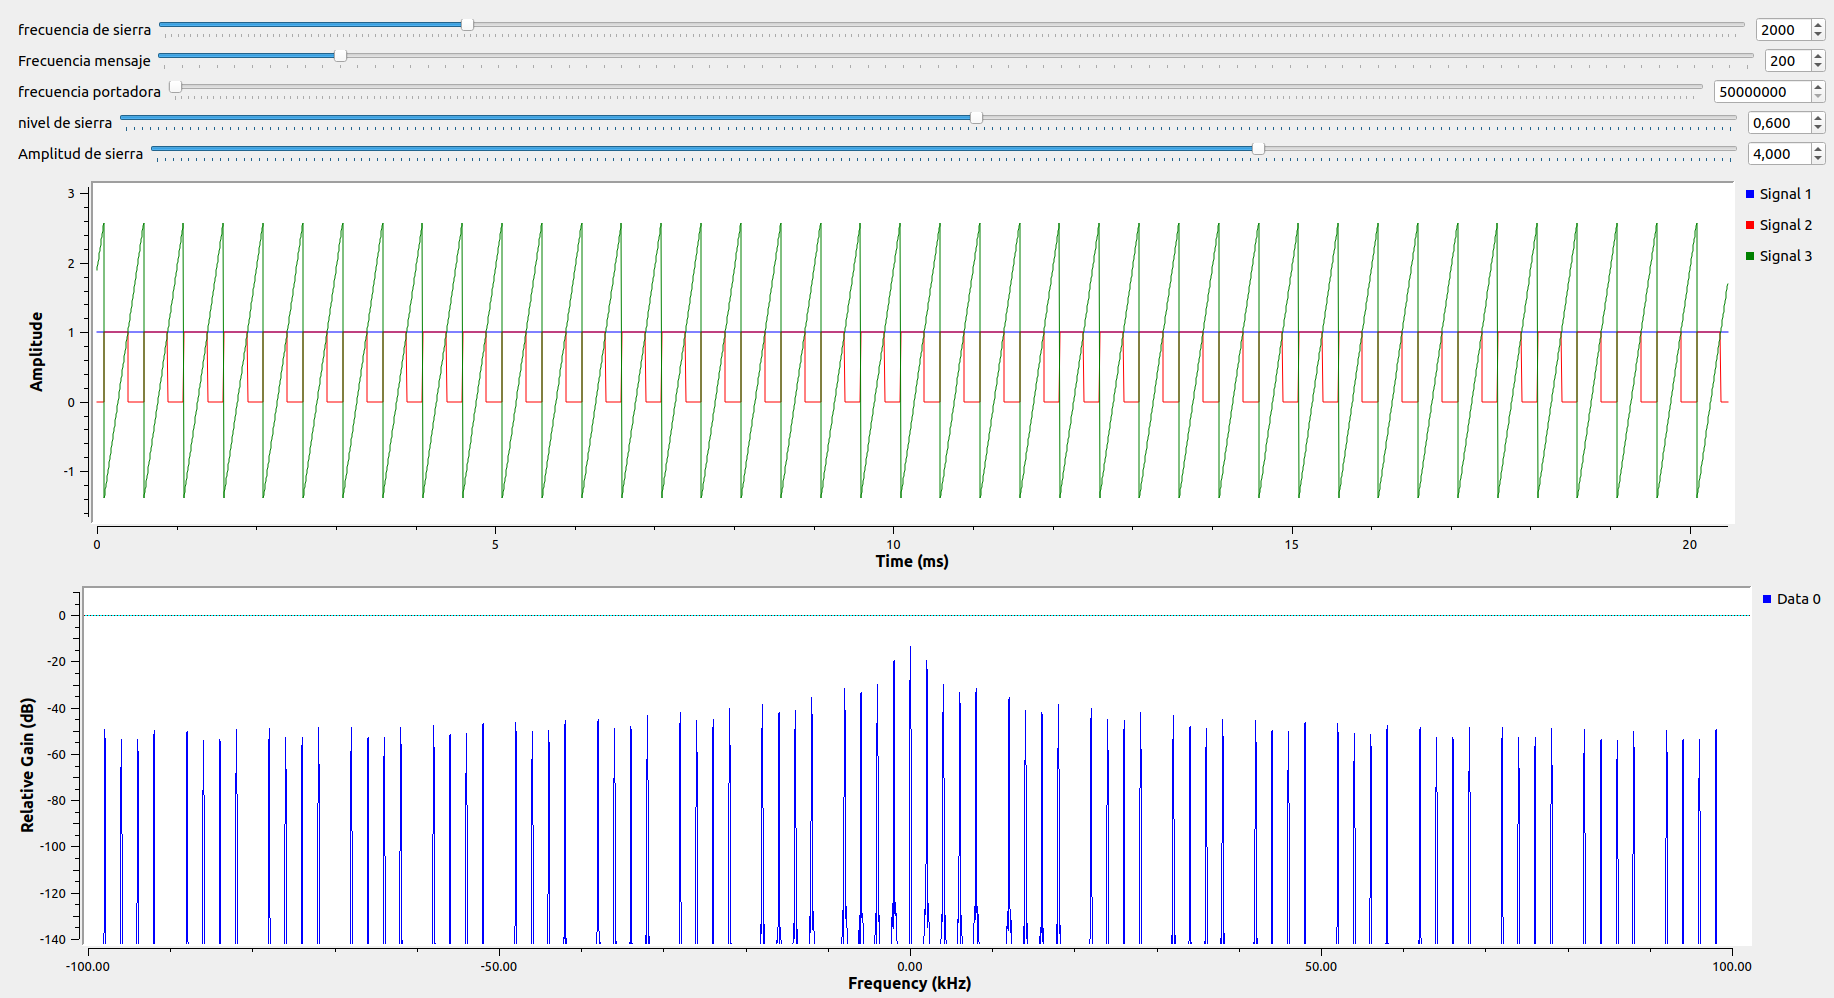 frecuencia de sierra 2000
Frecuencia mensaje 200
frecuencia portadora 50000000
nivel de sierra 0,600
Amplitud de sierra 4,000
3
2
1
0
-1
Amplitude
0 5 10 15 20
Time (ms)
Signal 1
Signal 2
Signal 3
0
-20
-40
-60
-80
-100
-120
-140
Relative Gain (dB)
-100.00 -50.00 0.00 50.00 100.00
Frequency (kHz)
Data 0